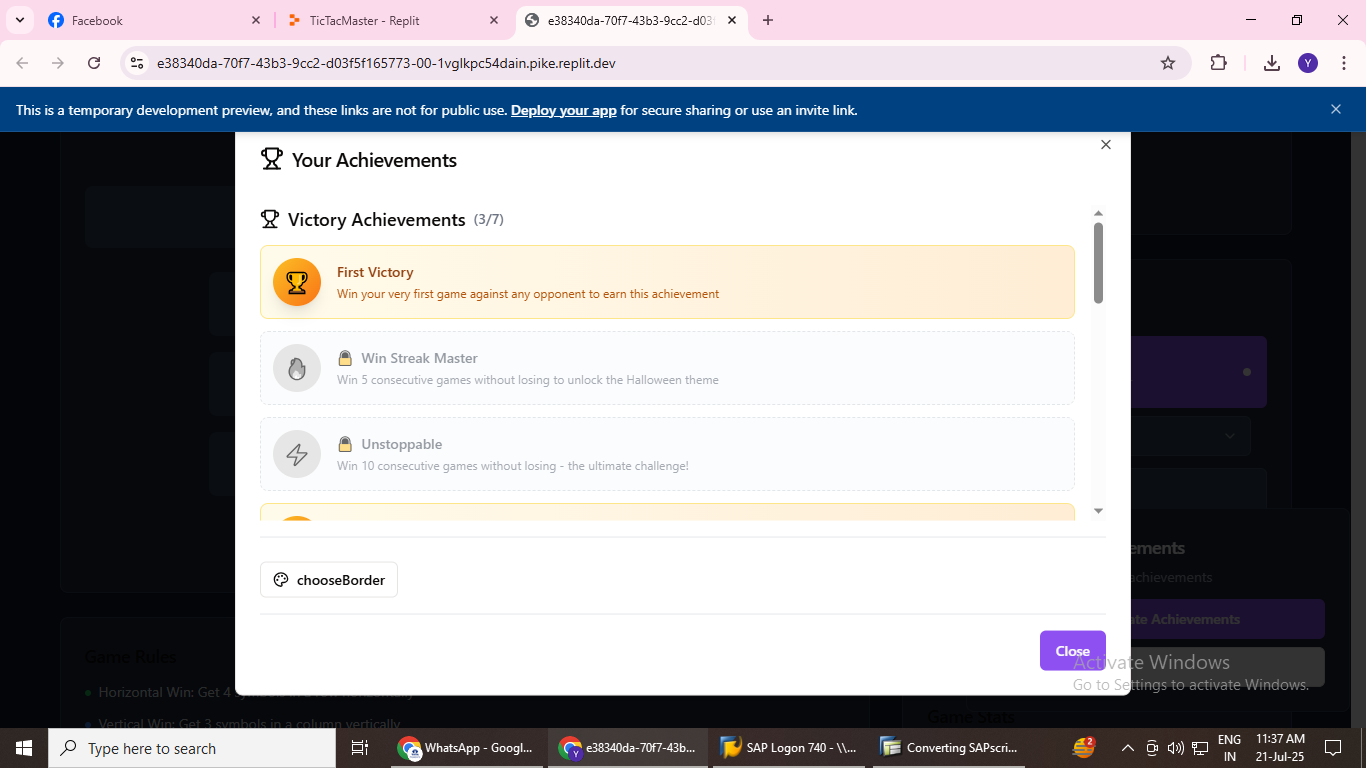 Facebook
TicTacMaster - Replit
e38340da-70f7-43b3-9cc2-d03
e38340da-70f7-43b3-9cc2-d03f5f165773-00-1vglkpc54dain.pike.replit.dev
Y
This is a temporary development preview, and these links are not for public use. Deploy your app for secure sharing or use an invite link.
Your Achievements
Victory Achievements (3/7)
First Victory
Win your very first game against any opponent to earn this achievement
Win Streak Master
Win 5 consecutive games without losing to unlock the Halloween theme
Unstoppable
Win 10 consecutive games without losing - the ultimate challenge!
ements
achievements
chooseBorder
te Achievements
Close
Game Rules
Activate Windows
Go to Settings to activate Windows.
Horizontal Win: Get 4 symbols in a row horizontally
Vertical Win: Get 3 symbols in a column vertically
Game Stats
Type here to search
WhatsApp - Googl...
e38340da-70f7-43b...
SAP Logon 740 - \\...
Converting SAPscri...
2
ENG
IN
11:37 AM
21-Jul-25